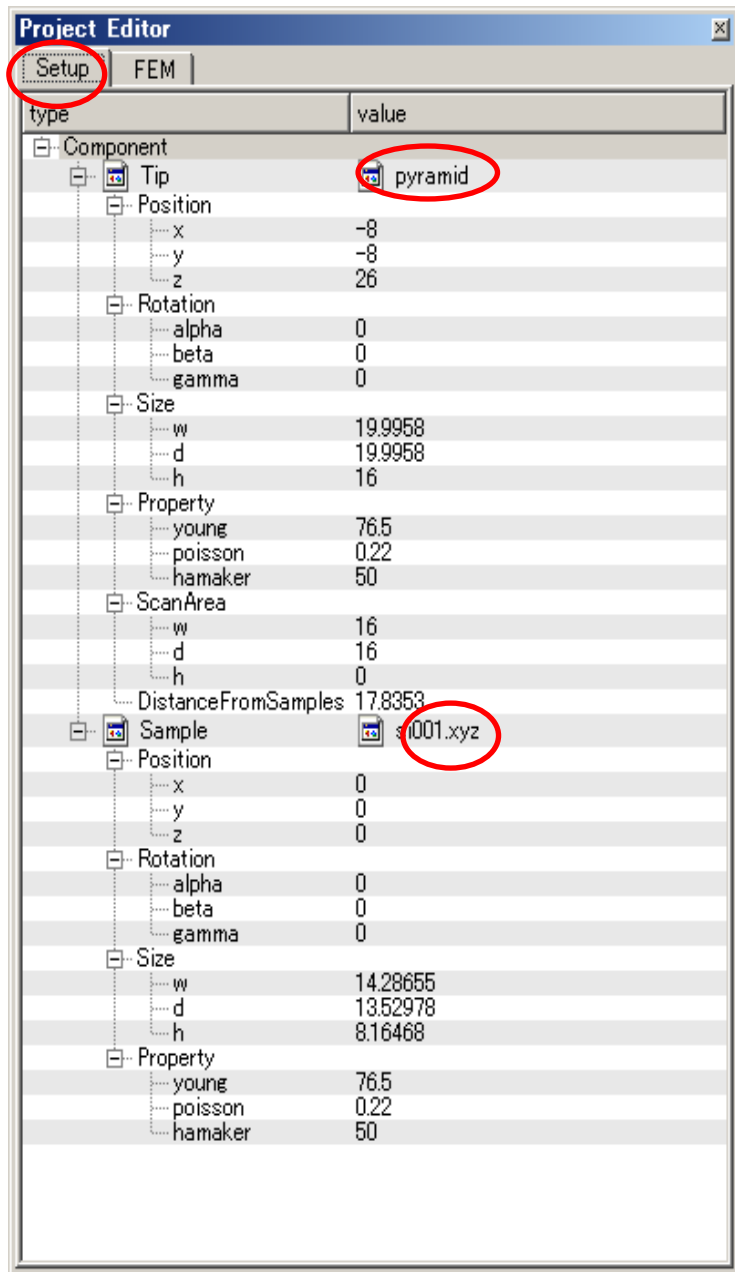 Project Editor
Setup FEM
type value
Component
Tip pyramid
Position
x -8
y -8
z 26
Rotation
alpha 0
beta 0
gamma 0
Size
w 19.9958
d 19.9958
h 16
Property
young 76.5
poisson 0.22
hamaker 50
ScanArea
w 16
d 16
h 0
DistanceFromSamples 17.8353
Sample si001.xyz
Position
x 0
y 0
z 0
Rotation
alpha 0
beta 0
gamma 0
Size
w 14.28655
d 13.52978
h 8.16468
Property
young 76.5
poisson 0.22
hamaker 50